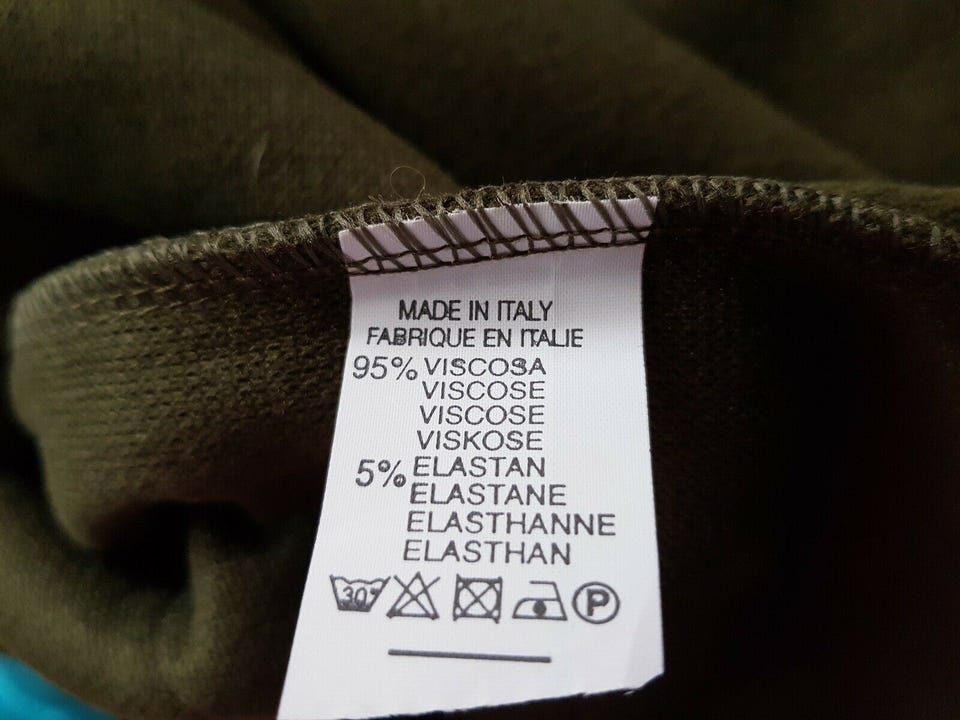 MADE IN ITALY
FABRIQUE EN ITALIE
95% VISCOSA
VISCOSE
VISCOSE
VISKOSE
5% ELASTAN
ELASTANE
ELASTHANNE
ELASTHAN
30° P